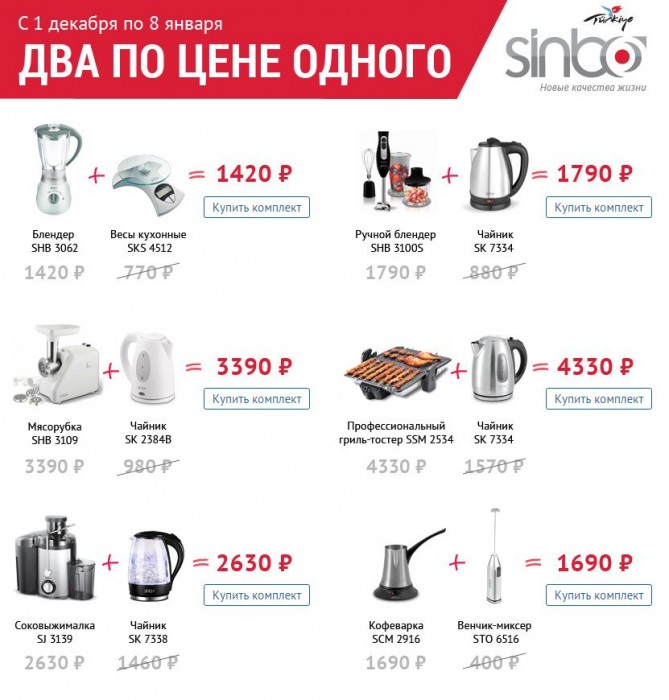 С 1 декабря по 8 января
ДВА ПО ЦЕНЕ ОДНОГО
Türkiye
sinbo
Новые качества жизни
+ = 1420 ₽
Купить комплект
Блендер
SHB 3062
1420 ₽
Весы кухонные
SKS 4512
770 ₽
+ = 1790 ₽
Купить комплект
Ручной блендер
SHB 3100S
1790 ₽
Чайник
SK 7334
880 ₽
+ = 3390 ₽
Купить комплект
Мясорубка
SHB 3109
3390 ₽
Чайник
SK 2384B
980 ₽
+ = 4330 ₽
Купить комплект
Профессиональный
гриль-тостер SSM 2534
4330 ₽
Чайник
SK 7334
1570 ₽
+ = 2630 ₽
Купить комплект
Соковыжималка
SJ 3139
2630 ₽
Чайник
SK 7338
1460 ₽
+ = 1690 ₽
Купить комплект
Кофеварка
SCM 2916
1690 ₽
Венчик-миксер
STO 6516
400 ₽